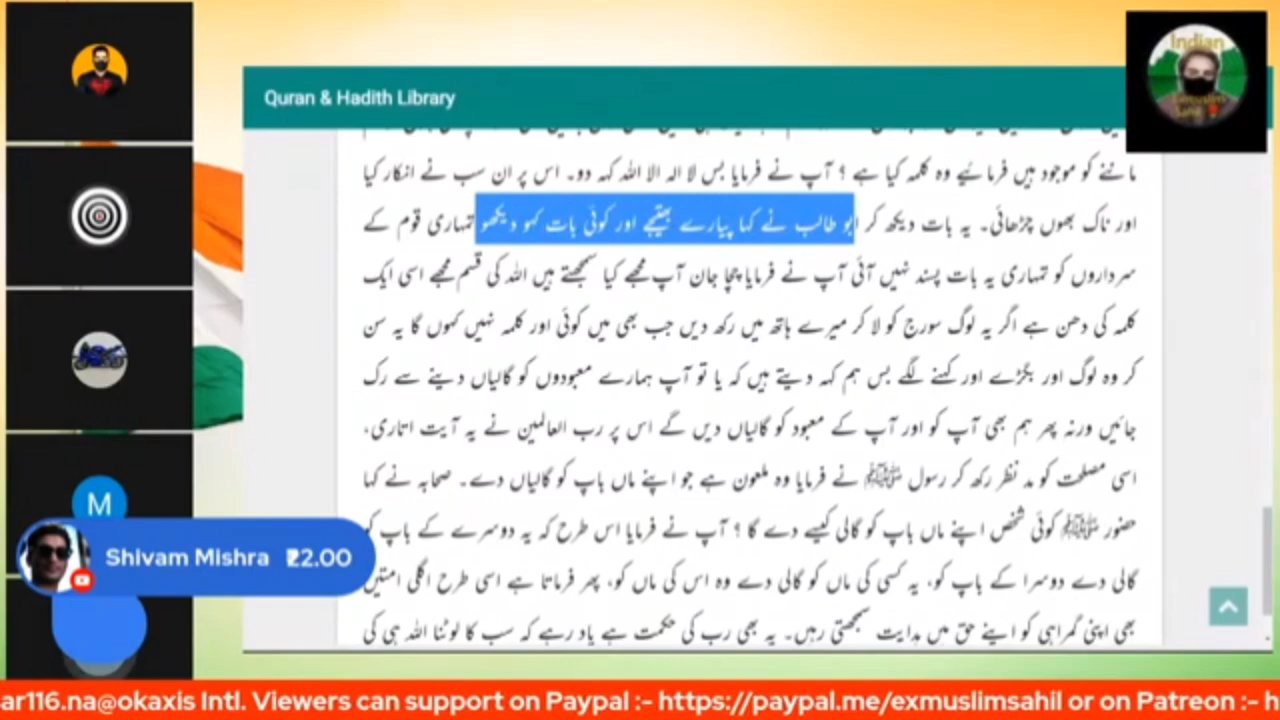 Indian
Exmuslim
Sahil
Quran & Hadith Library
ماننے کو موجود ہیں فرمائیے وہ کلمہ کیا ہے ؟ آپ نے فرمایا بس لا الہ الا اللہ کہہ دو۔ اس پر ان سب نے انکار کیا
اور ناک بھوں چڑھائی۔ یہ بات دیکھ کر ابو طالب نے کہا پیارے بھتیجے اور کوئی بات کہو دیکھو تمہاری قوم کے
سرداروں کو تمہاری یہ بات پسند نہیں آئی آپ نے فرمایا چچا جان آپ مجھے کیا سمجھتے ہیں اللہ کی قسم مجھے اسی ایک
کلمہ کی دھن ہے اگر یہ لوگ سورج کو لا کر میرے ہاتھ میں رکھ دیں جب بھی میں کوئی اور کلمہ نہیں کہوں گا یہ سن
کر وہ لوگ اور بگڑے اور کہنے لگے بس ہم کہہ دیتے ہیں کہ یا تو آپ ہمارے معبودوں کو گالیاں دینے سے رک
جائیں ورنہ پھر ہم بھی آپ کو اور آپ کے معبود کو گالیاں دیں گے اس پر رب العالمین نے یہ آیت اتاری،
اسی مصلحت کو مد نظر رکھ کر رسول ﷺ نے فرمایا وہ ملعون ہے جو اپنے ماں باپ کو گالیاں دے۔ صحابہ نے کہا
حضور ﷺ کوئی شخص اپنے ماں باپ کو گالی کیسے دے گا ؟ آپ نے فرمایا اس طرح کہ یہ دوسرے کے باپ کو
گالی دے دوسرا کے باپ کو، یہ کسی کی ماں کو گالی دے وہ اس کی ماں کو، پھر فرماتا ہے اسی طرح اگلی امتیں
بھی اپنی گمراہی کو اپنے حق میں ہدایت سمجھتی رہیں۔ یہ بھی رب کی حکمت ہے یاد رہے کہ سب کا لوٹنا اللہ ہی کی
M
Shivam Mishra ₹22.00
ar116.na@okaxis Intl. Viewers can support on Paypal :- https://paypal.me/exmuslimsahil or on Patreon :- h